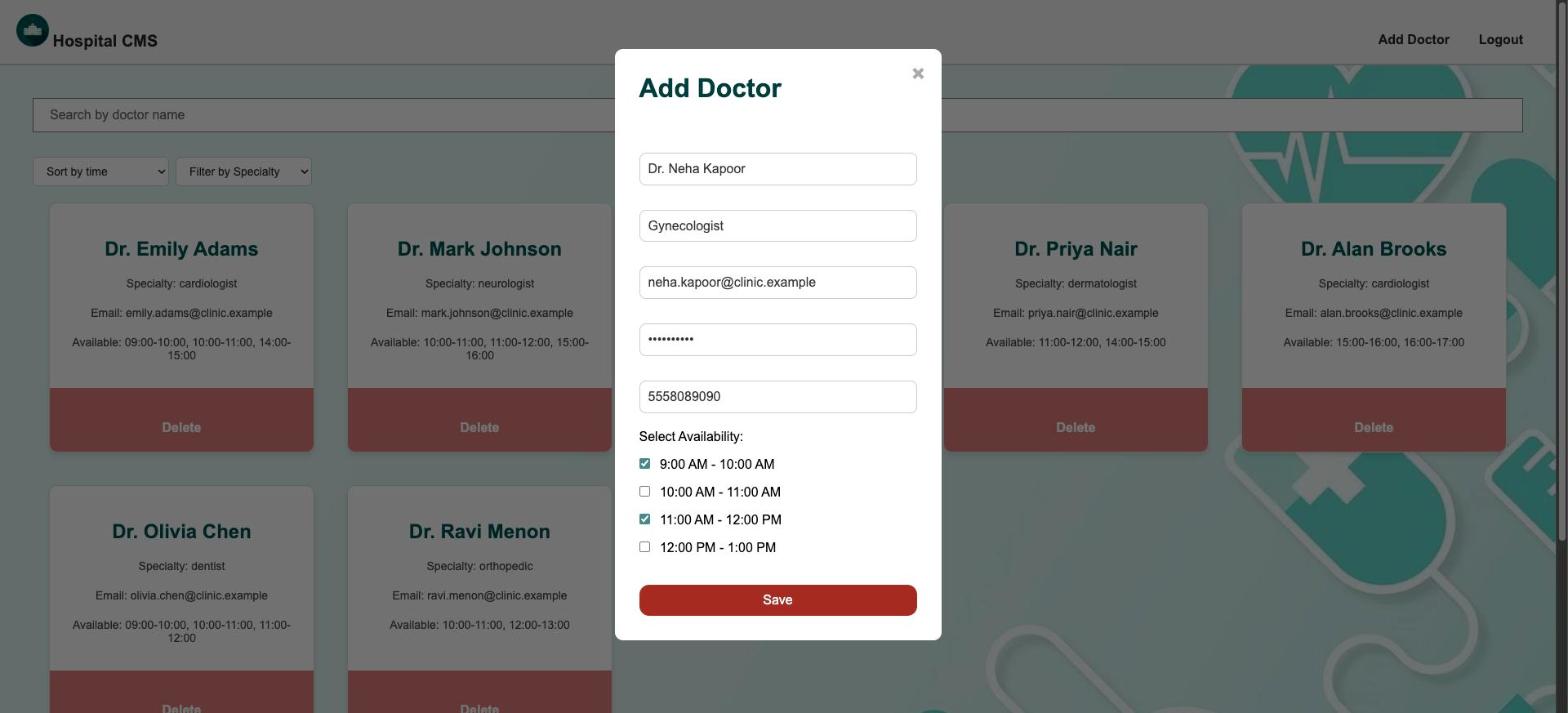 Hospital CMS
Add Doctor
Logout
Search by doctor name
Sort by time
Filter by Specialty
Dr. Emily Adams
Specialty: cardiologist
Email: emily.adams@clinic.example
Available: 09:00-10:00, 10:00-11:00, 14:00-
15:00
Delete
Dr. Mark Johnson
Specialty: neurologist
Email: mark.johnson@clinic.example
Available: 10:00-11:00, 11:00-12:00, 15:00-
16:00
Delete
Add Doctor
✖
Dr. Neha Kapoor
Gynecologist
neha.kapoor@clinic.example
••••••••••
5558089090
Select Availability:
9:00 AM - 10:00 AM
10:00 AM - 11:00 AM
11:00 AM - 12:00 PM
12:00 PM - 1:00 PM
Save
Dr. Priya Nair
Specialty: dermatologist
Email: priya.nair@clinic.example
Available: 11:00-12:00, 14:00-15:00
Delete
Dr. Alan Brooks
Specialty: cardiologist
Email: alan.brooks@clinic.example
Available: 15:00-16:00, 16:00-17:00
Delete
Dr. Olivia Chen
Specialty: dentist
Email: olivia.chen@clinic.example
Available: 09:00-10:00, 10:00-11:00, 11:00-
12:00
Delete
Dr. Ravi Menon
Specialty: orthopedic
Email: ravi.menon@clinic.example
Available: 10:00-11:00, 12:00-13:00
Delete